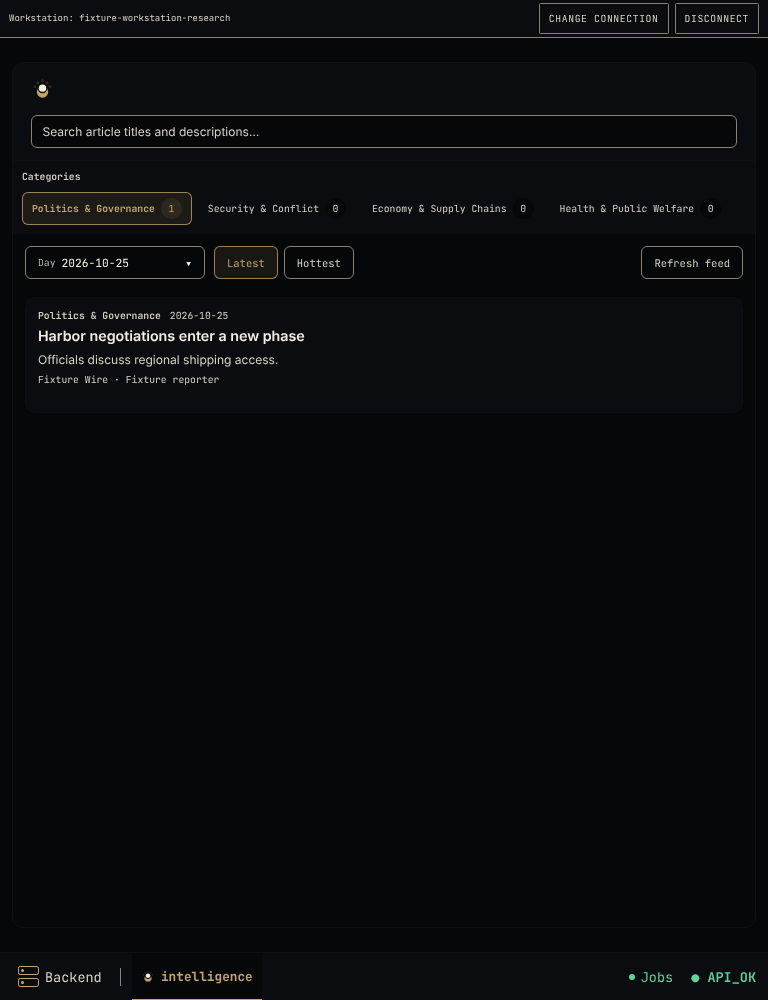 Workstation: fixture-workstation-research
CHANGE CONNECTION
DISCONNECT
Search article titles and descriptions...
Categories
Politics & Governance 1
Security & Conflict 0
Economy & Supply Chains 0
Health & Public Welfare 0
Day 2026-10-25
Latest
Hottest
Refresh feed
Politics & Governance 2026-10-25
Harbor negotiations enter a new phase
Officials discuss regional shipping access.
Fixture Wire · Fixture reporter
Backend
intelligence
Jobs
API_OK